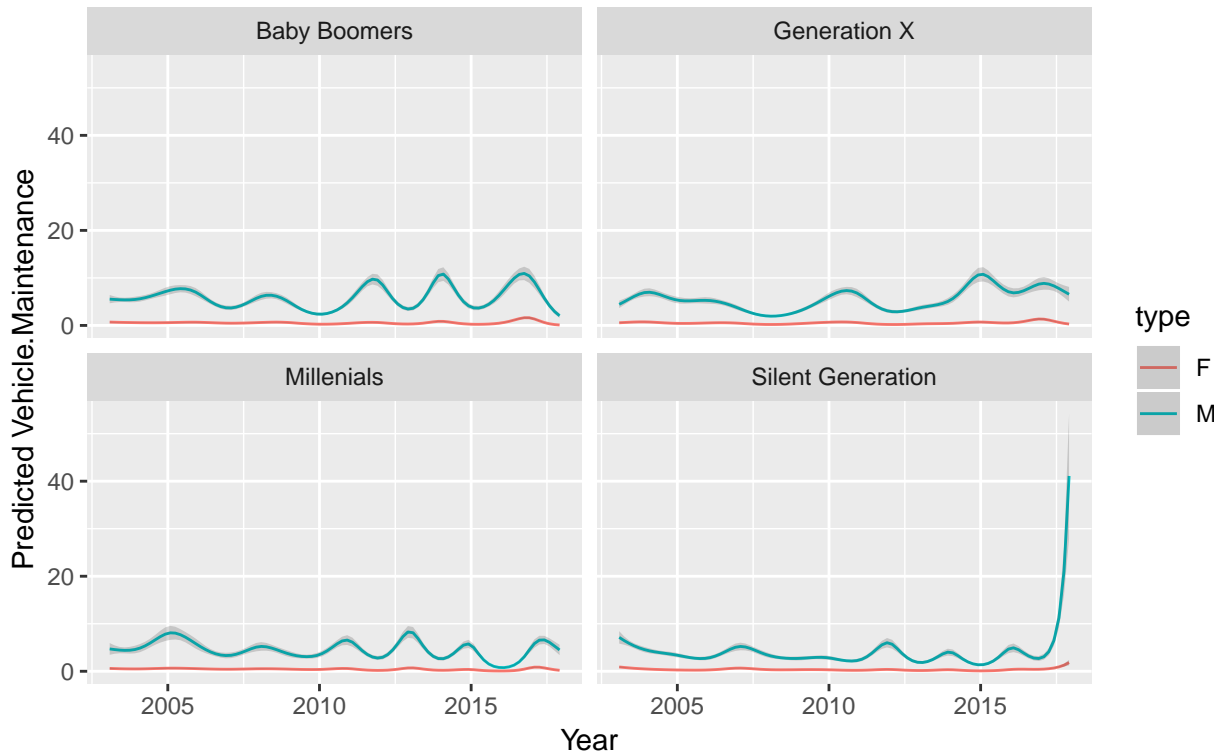 Baby Boomers
Generation X
40
20
0
Millenials
Silent Generation
40
20
0
2005
2010
2015
2005
2010
2015
Year
Predicted Vehicle.Maintenance
type
F
M